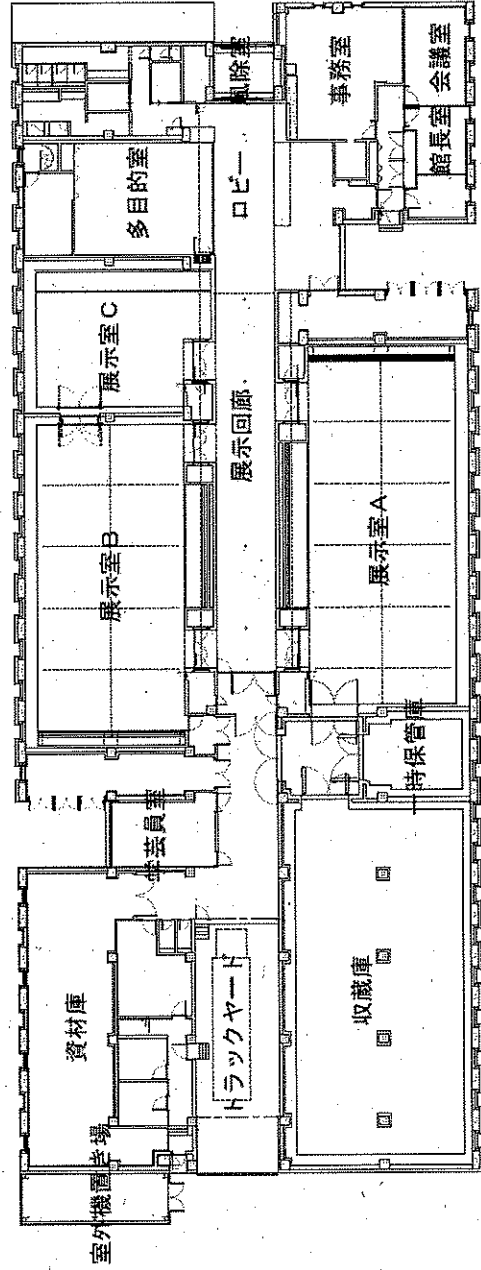 室外機置き場
資材庫
学芸員室
展示室B
展示室C
多目的室
トラックヤード
展示回廊
ロビー
風除室
収蔵庫
一時保管庫
展示室A
事務室
館長室
会議室